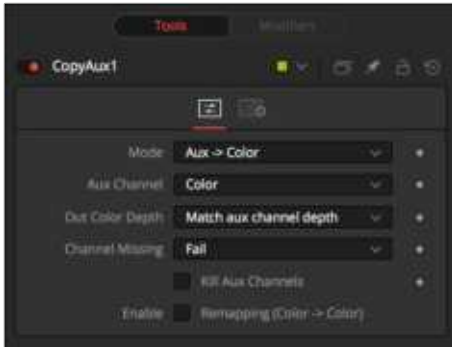 Tools Modifiers
CopyAux1
Mode Aux -> Color
Aux Channel Color
Out Color Depth Match aux channel depth
Channel Missing Fail
Kill Aux Channels
Enable Remapping (Color -> Color)